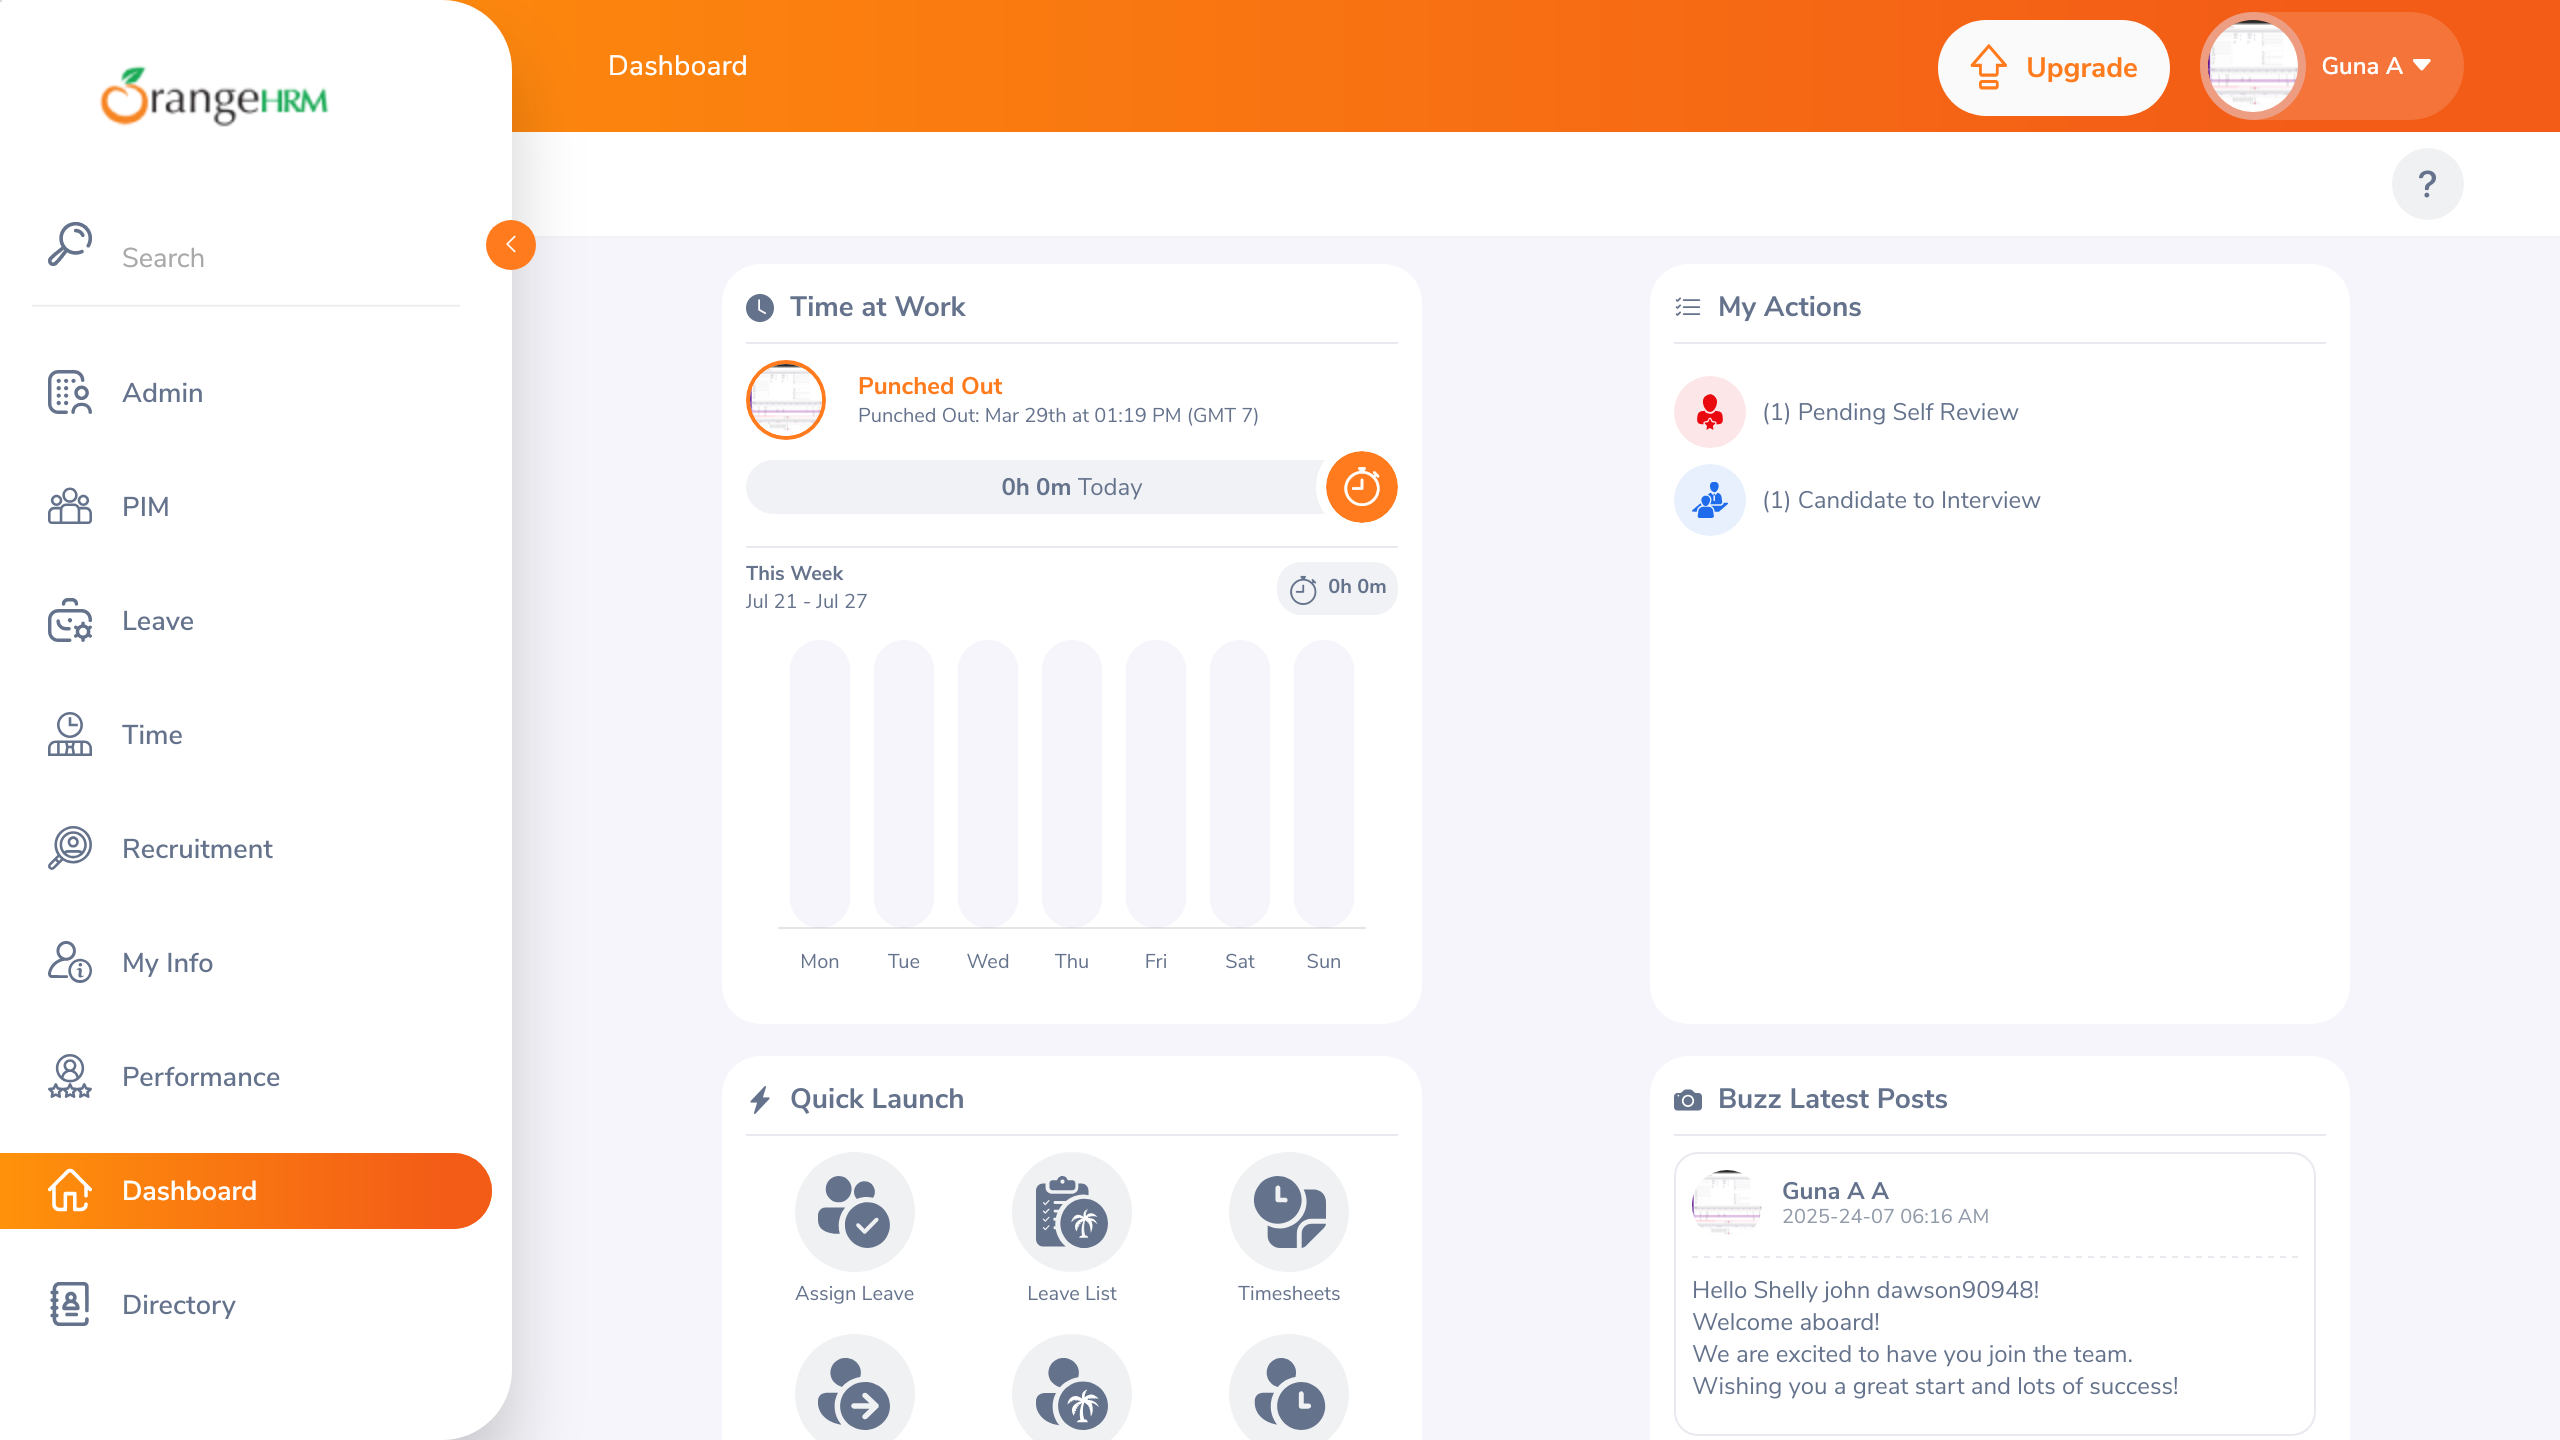 OrangeHRM
Search
Admin
PIM
Leave
Time
Recruitment
My Info
Performance
Dashboard
Directory
Dashboard
Upgrade
Guna A
?
Time at Work
Punched Out
Punched Out: Mar 29th at 01:19 PM (GMT 7)
0h 0m Today
This Week
Jul 21 - Jul 27
0h 0m
Mon Tue Wed Thu Fri Sat Sun
My Actions
(1) Pending Self Review
(1) Candidate to Interview
Quick Launch
Assign Leave Leave List Timesheets
Buzz Latest Posts
Guna A A
2025-24-07 06:16 AM
Hello Shelly john dawson90948!
Welcome aboard!
We are excited to have you join the team.
Wishing you a great start and lots of success!